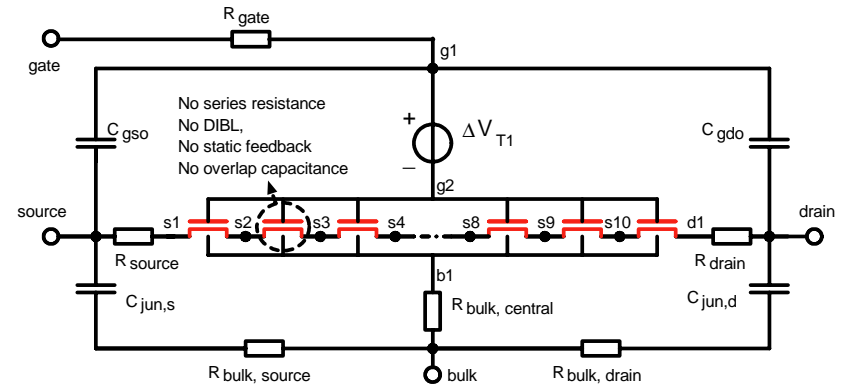 R gate
gate
g1
No series resistance
No DIBL,
No static feedback
No overlap capacitance
C gso
+
ΔV T1
–
C gdo
g2
source
s1
s2
s3
s4
s8
s9
s10
d1
drain
R source
R drain
b1
C jun,s
R bulk, central
C jun,d
R bulk, source
bulk
R bulk, drain